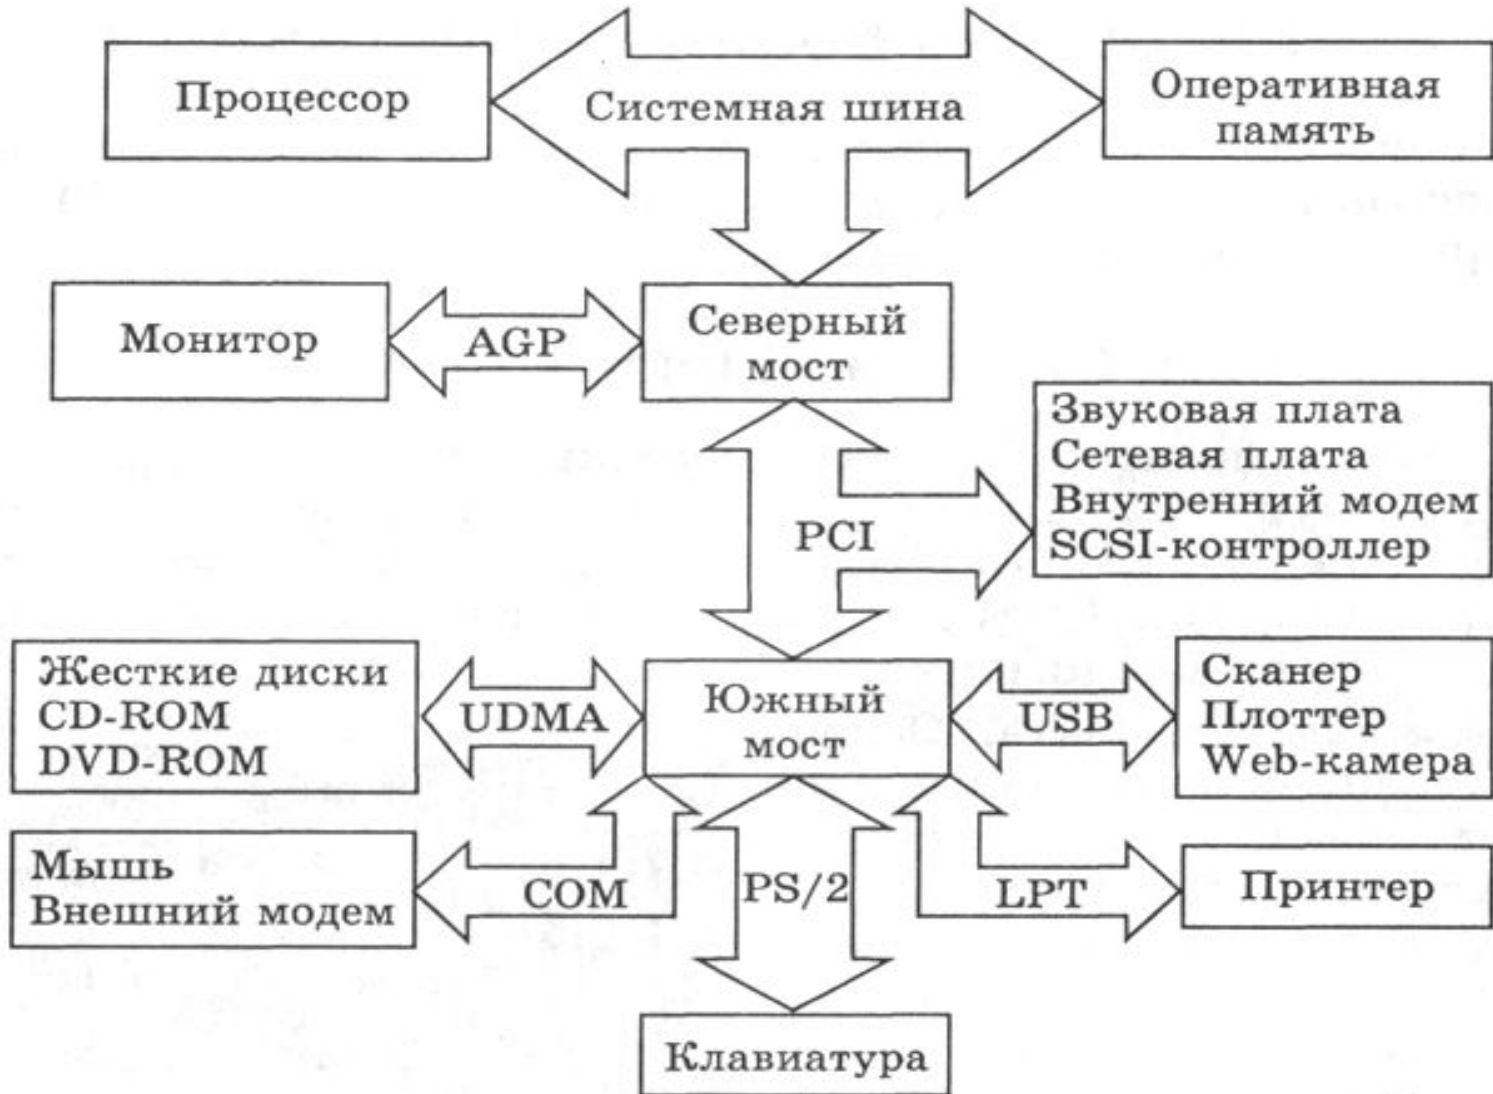 Процессор
Системная шина
Оперативная
память
Монитор
AGP
Северный
мост
Звуковая плата
Сетевая плата
Внутренний модем
SCSI-контроллер
PCI
Жесткие диски
CD-ROM
DVD-ROM
UDMA
Южный
мост
USB
Сканер
Плоттер
Web-камера
Мышь
Внешний модем
COM
PS/2
LPT
Принтер
Клавиатура